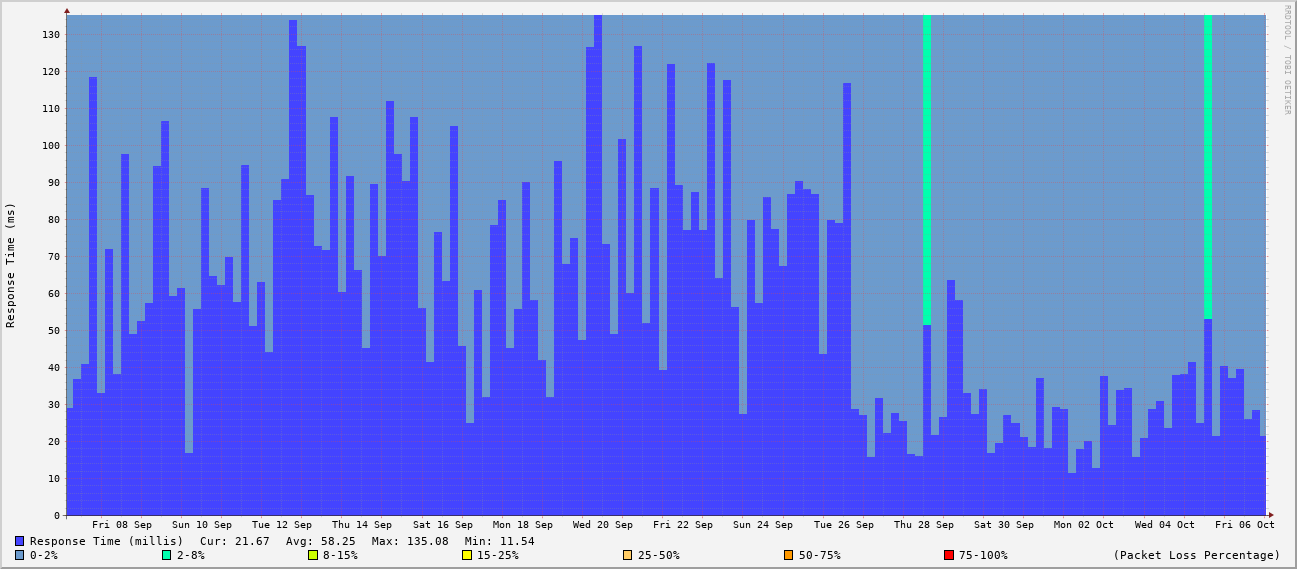 130
120
110
100
90
80
70
60
50
40
30
20
10
0
Response Time (ms)
RRDTOOL / TOBI OETIKER
Fri 08 Sep Sun 10 Sep Tue 12 Sep Thu 14 Sep Sat 16 Sep Mon 18 Sep Wed 20 Sep Fri 22 Sep Sun 24 Sep Tue 26 Sep Thu 28 Sep Sat 30 Sep Mon 02 Oct Wed 04 Oct Fri 06 Oct
Response Time (millis) Cur: 21.67 Avg: 58.25 Max: 135.08 Min: 11.54
0-2% 2-8% 8-15% 15-25% 25-50% 50-75% 75-100% (Packet Loss Percentage)